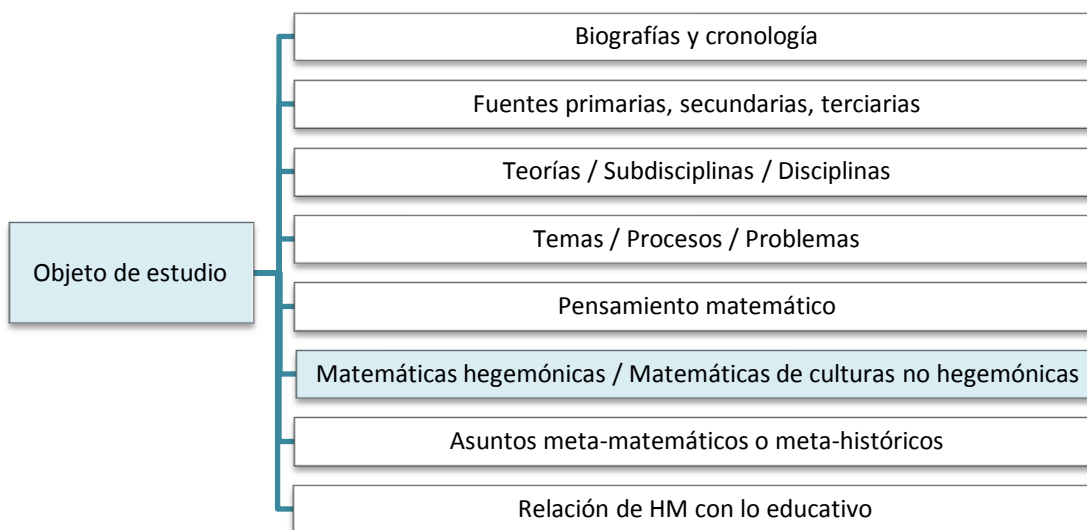 Objeto de estudio
Biografías y cronología
Fuentes primarias, secundarias, terciarias
Teorías / Subdisciplinas / Disciplinas
Temas / Procesos / Problemas
Pensamiento matemático
Matemáticas hegemónicas / Matemáticas de culturas no hegemónicas
Asuntos meta-matemáticos o meta-históricos
Relación de HM con lo educativo